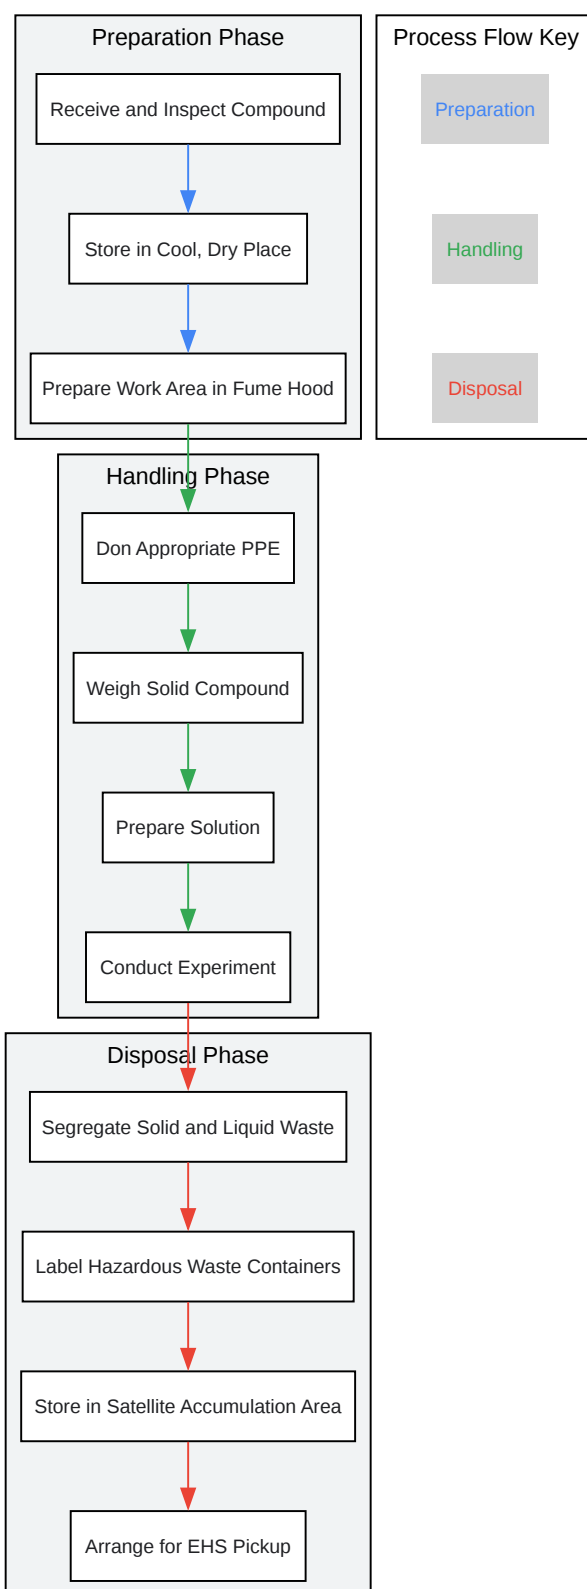 Preparation Phase
Receive and Inspect Compound
Store in Cool, Dry Place
Prepare Work Area in Fume Hood
Process Flow Key
Preparation
Handling
Disposal
Handling Phase
Don Appropriate PPE
Weigh Solid Compound
Prepare Solution
Conduct Experiment
Disposal Phase
Segregate Solid and Liquid Waste
Label Hazardous Waste Containers
Store in Satellite Accumulation Area
Arrange for EHS Pickup